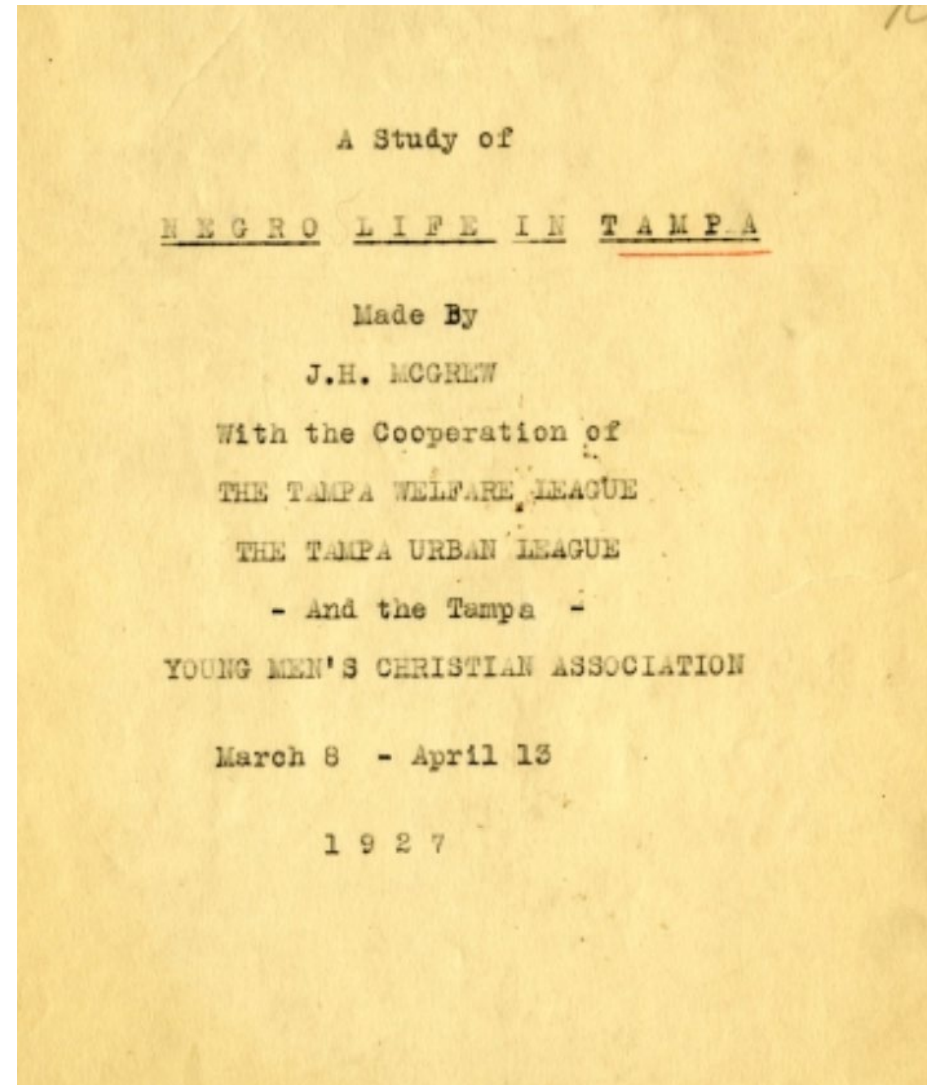 A Study of
NEGRO LIFE IN TAMPA
Made By
J.H. MCGREW
With the Cooperation of
THE TAMPA WELFARE LEAGUE
THE TAMPA URBAN LEAGUE
- And the Tampa -
YOUNG MEN'S CHRISTIAN ASSOCIATION
March 8 - April 13
1927